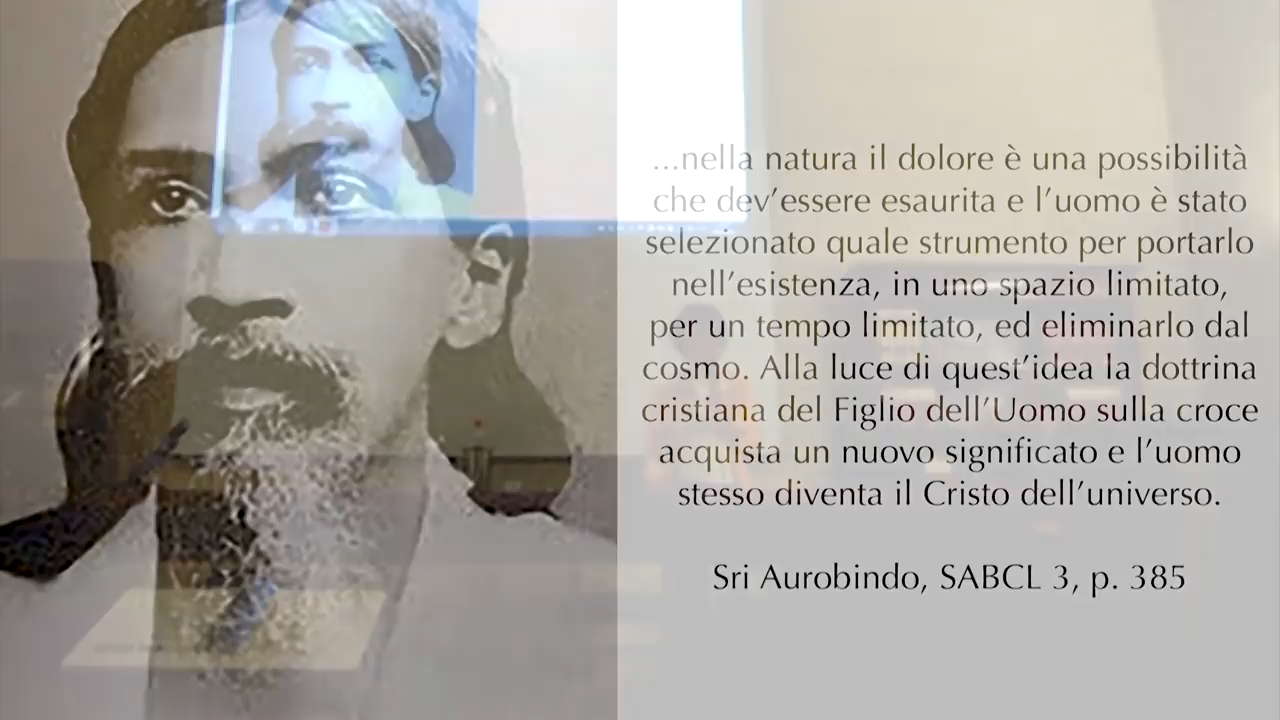 ...nella natura il dolore è una possibilità
che dev'essere esaurita e l'uomo è stato
selezionato quale strumento per portarlo
nell'esistenza, in uno spazio limitato,
per un tempo limitato, ed eliminarlo dal
cosmo. Alla luce di quest'idea la dottrina
cristiana del Figlio dell'Uomo sulla croce
acquista un nuovo significato e l'uomo
stesso diventa il Cristo dell'universo.
Sri Aurobindo, SABCL 3, p. 385